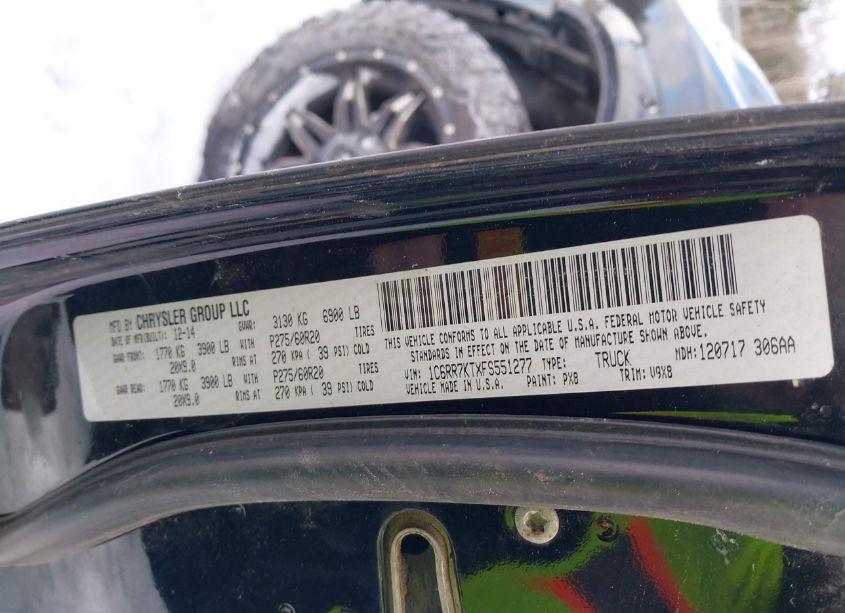 MFD BY CHRYSLER GROUP LLC
DATE OF MFR(BUILT): 12-14 GVWR: 3130 KG 6900 LB
GAWR FRONT: 1770 KG 3900 LB WITH P275/60R20 TIRES
20X9.0 RIMS AT 270 KPA ( 39 PSI) COLD
GAWR REAR: 1770 KG 3900 LB WITH P275/60R20 TIRES
20X9.0 RIMS AT 270 KPA ( 39 PSI) COLD
THIS VEHICLE CONFORMS TO ALL APPLICABLE U.S.A. FEDERAL MOTOR VEHICLE SAFETY
STANDARDS IN EFFECT ON THE DATE OF MANUFACTURE SHOWN ABOVE.
VIN: 1C6RR7KTXFS551277 TYPE: TRUCK MDH:120717 306AA
VEHICLE MADE IN U.S.A. PAINT: PX8 TRIM: V9X8